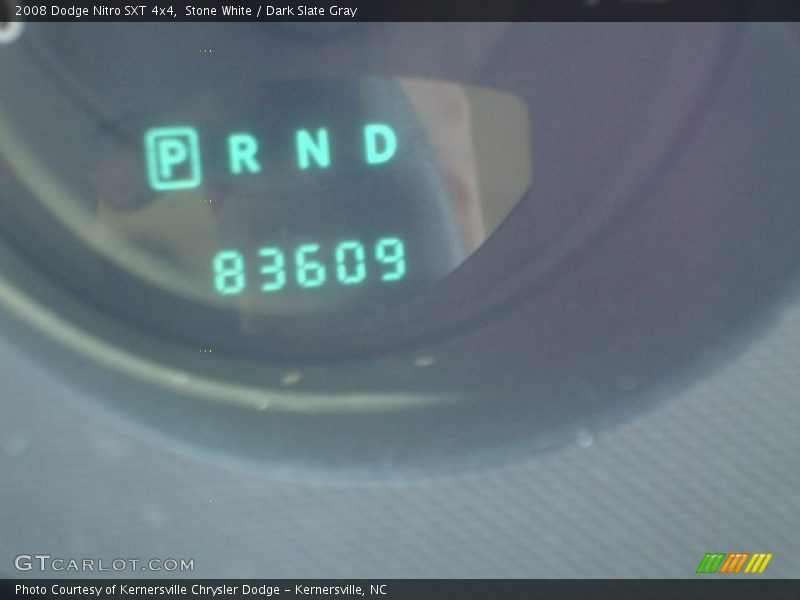 2008 Dodge Nitro SXT 4x4, Stone White / Dark Slate Gray
P R N D
83609
GTCARLOT.COM
Photo Courtesy of Kernersville Chrysler Dodge - Kernersville, NC